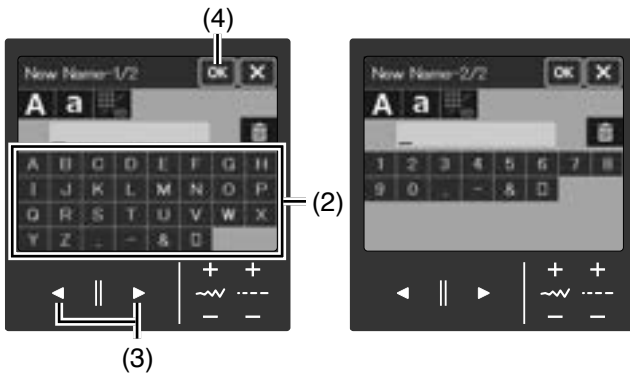 (4)
New Name-1/2 OK X
A a
A B C D E F G H
I J K L M N O P
Q R S T U V W X
Y Z . - &
(2)
+ +
− −
(3)
New Name-2/2 OK X
A a
1 2 3 4 5 6 7 8
9 0 . - &
+ +
− −